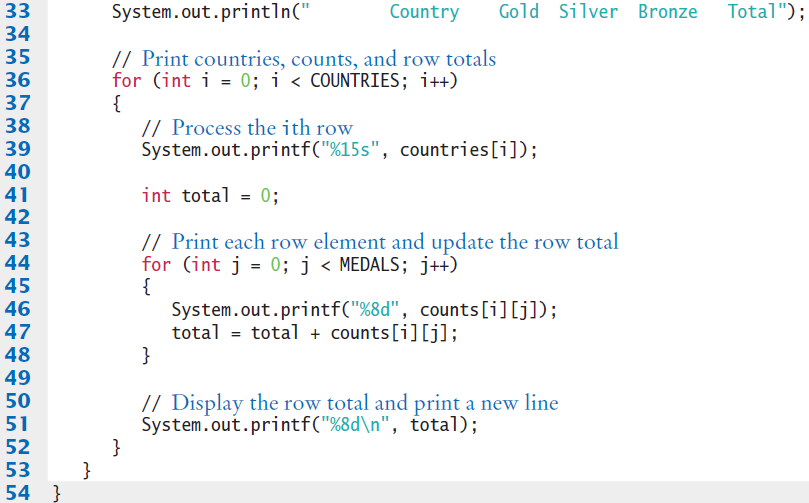 33 System.out.println("        Country    Gold  Silver  Bronze   Total");
34
35 // Print countries, counts, and row totals
36 for (int i = 0; i < COUNTRIES; i++)
37 {
38 // Process the ith row
39 System.out.printf("%15s", countries[i]);
40
41 int total = 0;
42
43 // Print each row element and update the row total
44 for (int j = 0; j < MEDALS; j++)
45 {
46 System.out.printf("%8d", counts[i][j]);
47 total = total + counts[i][j];
48 }
49
50 // Display the row total and print a new line
51 System.out.printf("%8d\n", total);
52 }
53 }
54 }